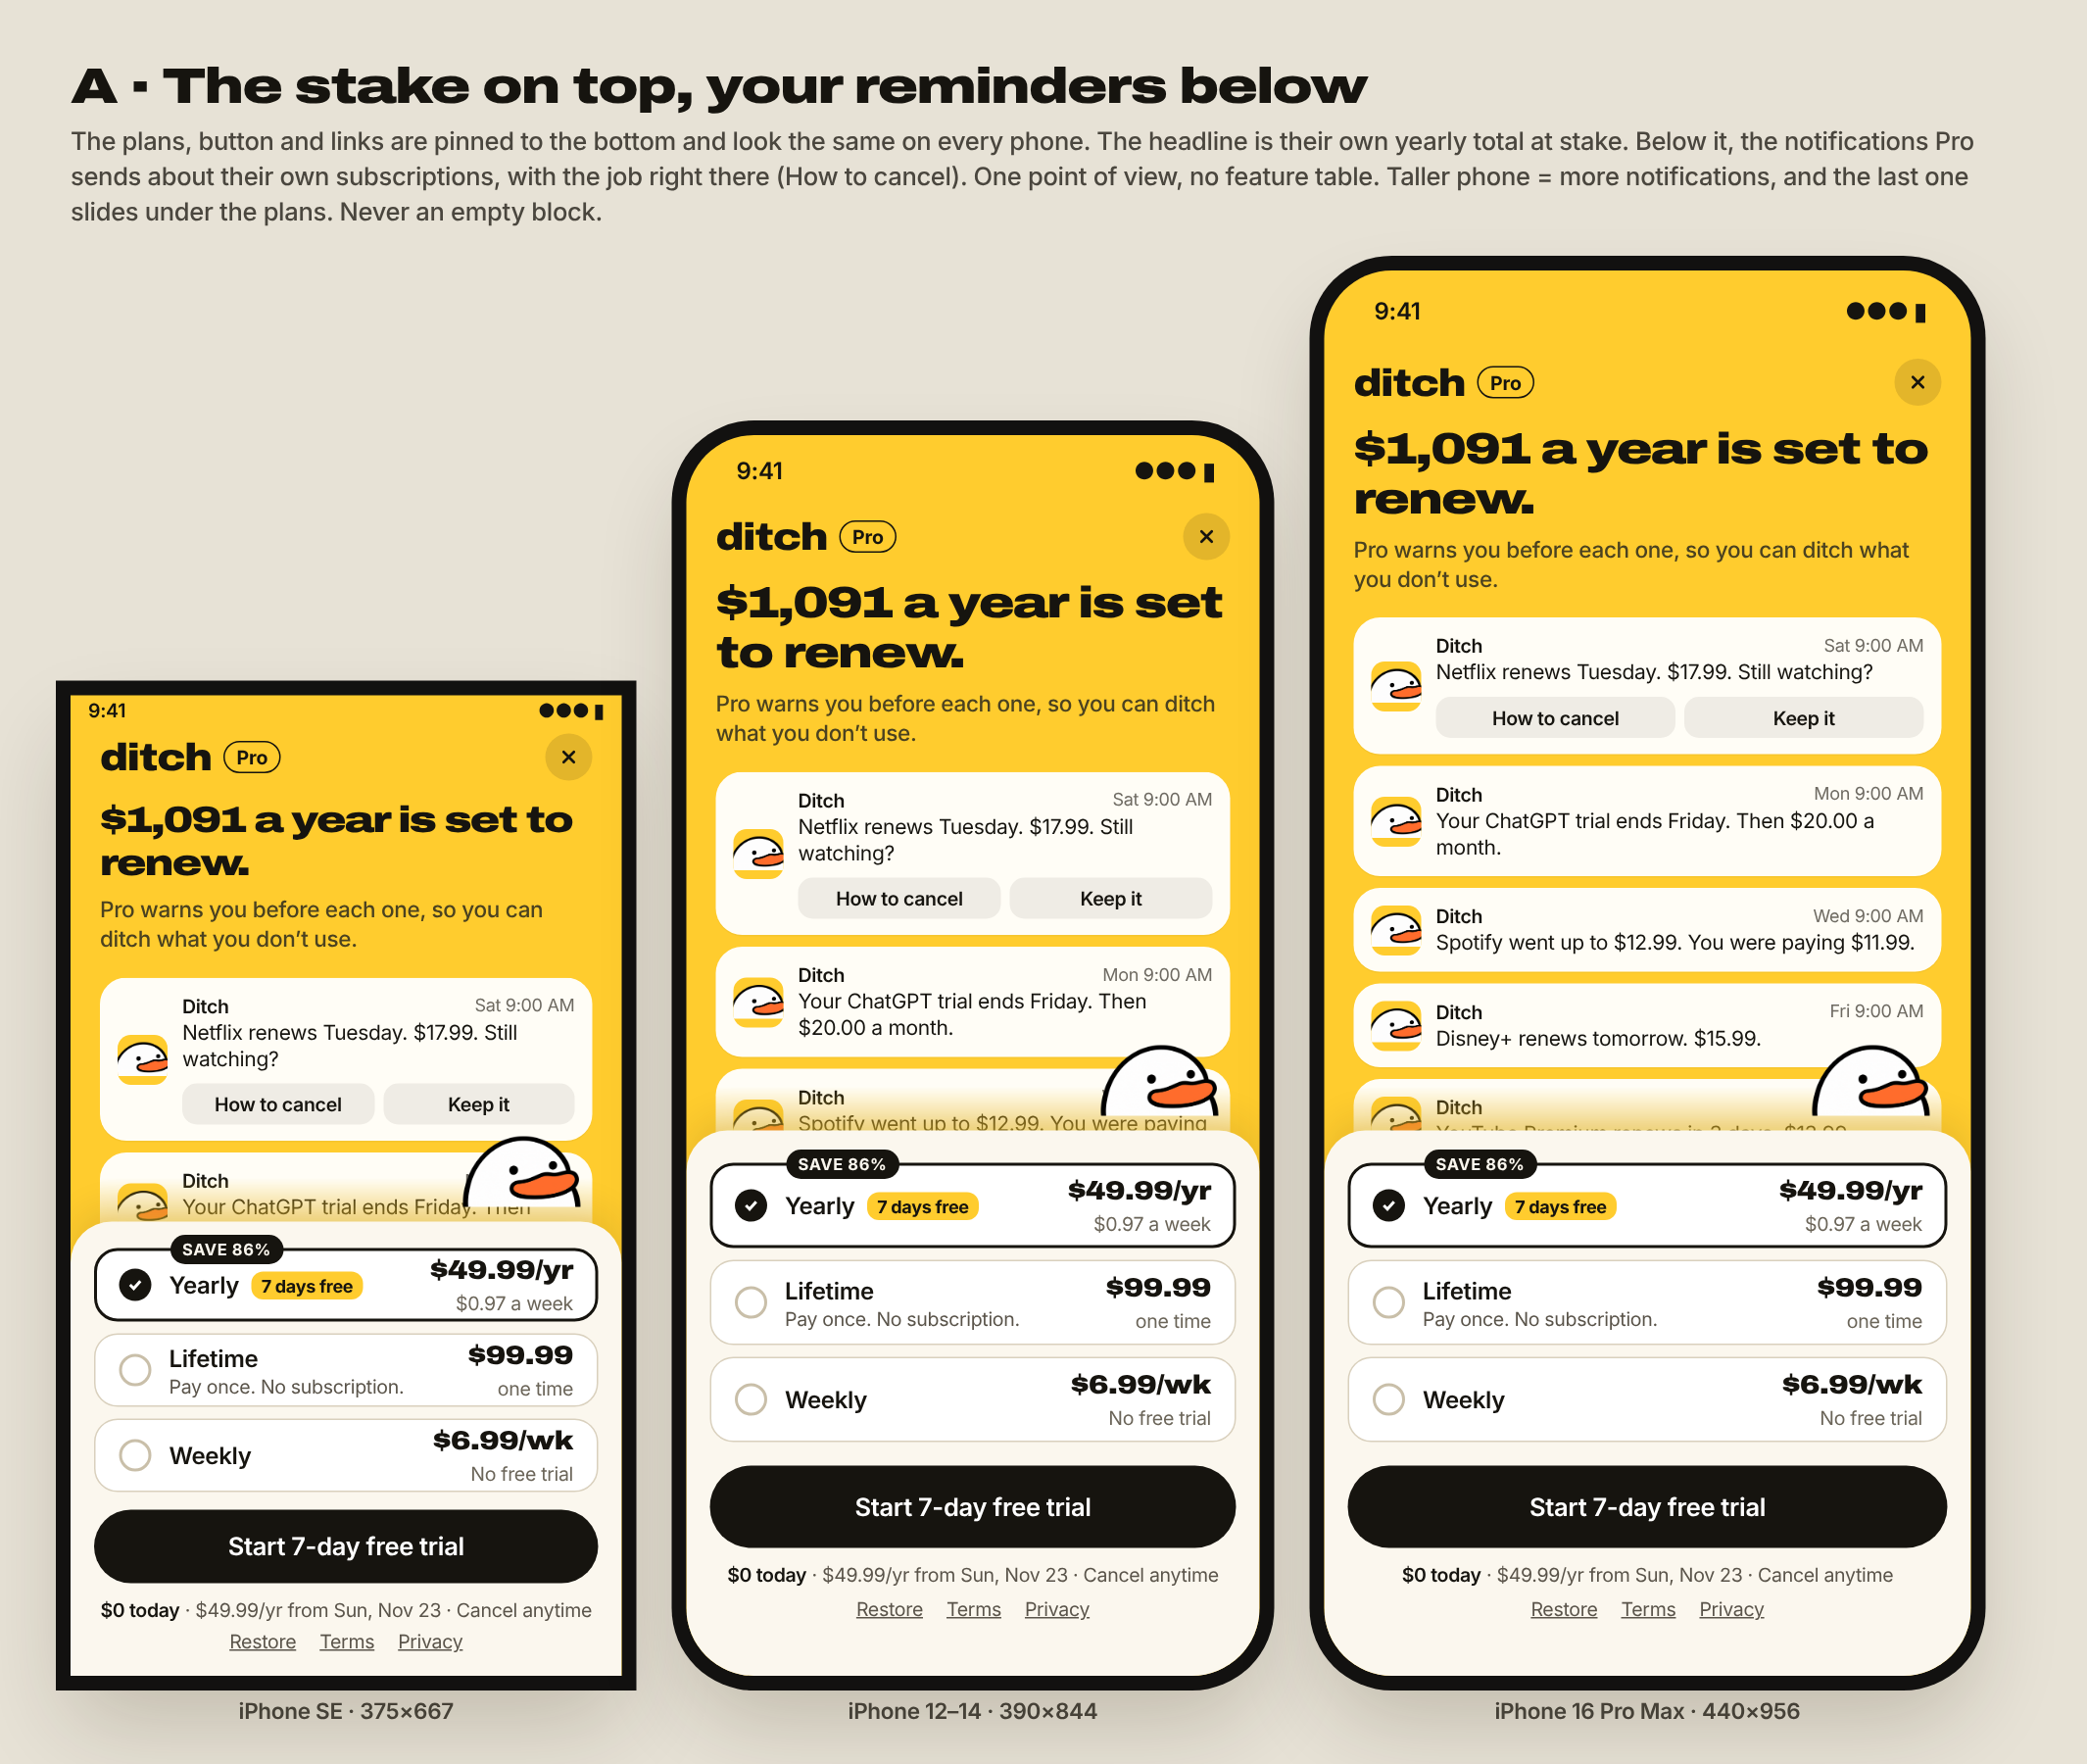 A · The stake on top, your reminders below
The plans, button and links are pinned to the bottom and look the same on every phone. The headline is their own yearly total at stake. Below it, the notifications Pro
sends about their own subscriptions, with the job right there (How to cancel). One point of view, no feature table. Taller phone = more notifications, and the last one
slides under the plans. Never an empty block.
9:41
ditch Pro
$1,091 a year is set to
renew.
Pro warns you before each one, so you can
ditch what you don’t use.
Ditch Sat 9:00 AM
Netflix renews Tuesday. $17.99. Still
watching?
How to cancel Keep it
Ditch
Your ChatGPT trial ends Friday. Then
SAVE 86%
Yearly 7 days free $49.99/yr
$0.97 a week
Lifetime $99.99
Pay once. No subscription. one time
Weekly $6.99/wk
No free trial
Start 7-day free trial
$0 today · $49.99/yr from Sun, Nov 23 · Cancel anytime
Restore Terms Privacy
iPhone SE · 375×667
9:41
ditch Pro
$1,091 a year is set
to renew.
Pro warns you before each one, so you can ditch
what you don’t use.
Ditch Sat 9:00 AM
Netflix renews Tuesday. $17.99. Still
watching?
How to cancel Keep it
Ditch Mon 9:00 AM
Your ChatGPT trial ends Friday. Then
$20.00 a month.
Ditch
Spotify went up to $12.99. You were paying
SAVE 86%
Yearly 7 days free $49.99/yr
$0.97 a week
Lifetime $99.99
Pay once. No subscription. one time
Weekly $6.99/wk
No free trial
Start 7-day free trial
$0 today · $49.99/yr from Sun, Nov 23 · Cancel anytime
Restore Terms Privacy
iPhone 12–14 · 390×844
9:41
ditch Pro
$1,091 a year is set to
renew.
Pro warns you before each one, so you can ditch what
you don’t use.
Ditch Sat 9:00 AM
Netflix renews Tuesday. $17.99. Still watching?
How to cancel Keep it
Ditch Mon 9:00 AM
Your ChatGPT trial ends Friday. Then $20.00 a
month.
Ditch Wed 9:00 AM
Spotify went up to $12.99. You were paying $11.99.
Ditch Fri 9:00 AM
Disney+ renews tomorrow. $15.99.
Ditch
YouTube Premium renews in 3 days. $13.99
SAVE 86%
Yearly 7 days free $49.99/yr
$0.97 a week
Lifetime $99.99
Pay once. No subscription. one time
Weekly $6.99/wk
No free trial
Start 7-day free trial
$0 today · $49.99/yr from Sun, Nov 23 · Cancel anytime
Restore Terms Privacy
iPhone 16 Pro Max · 440×956